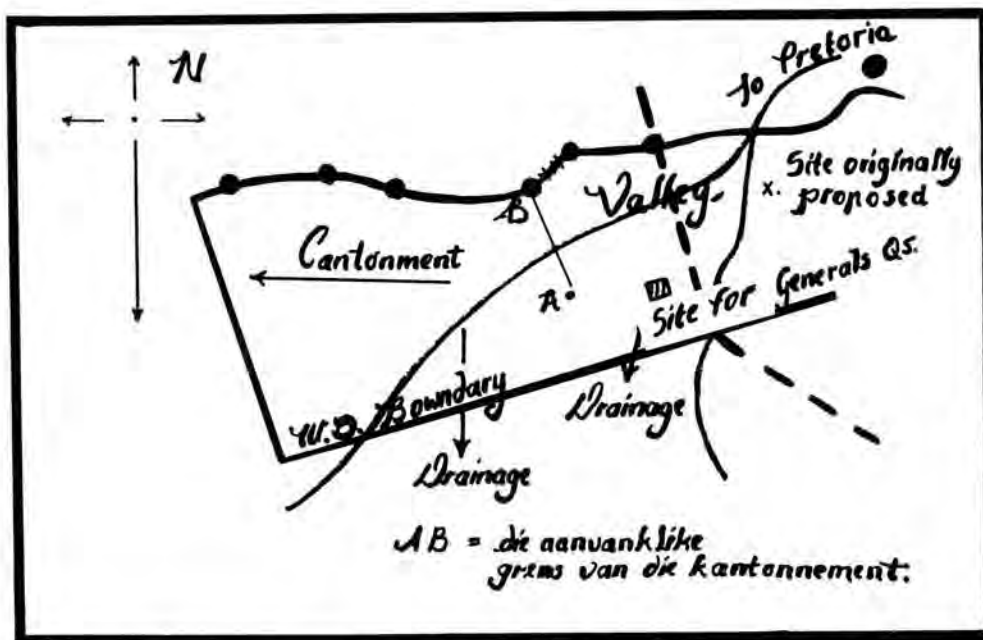 N
To Pretoria
Site originally
x. proposed
Valley.
B
Cantonment
A
Site for Generals Qs.
W.D. Boundary
Drainage
Drainage
AB = die aanvanklike
grens van die kantonnement.